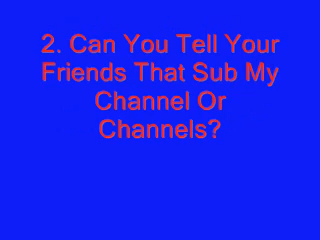 2. Can You Tell Your
Friends That Sub My
Channel Or
Channels?